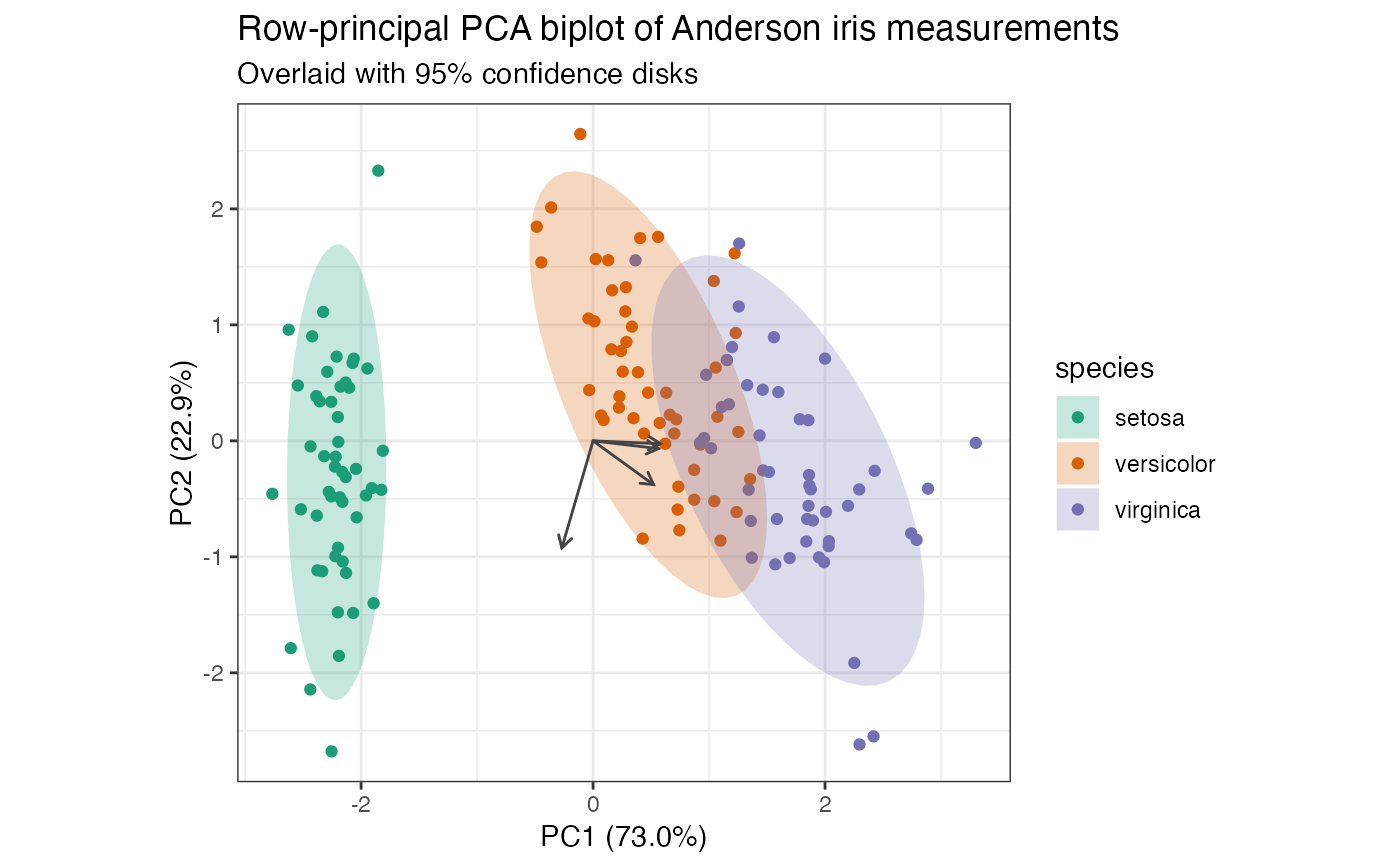 Row-principal PCA biplot of Anderson iris measurements
Overlaid with 95% confidence disks
2
1
0
-1
-2
PC2 (22.9%)
-2
0
2
PC1 (73.0%)
species
setosa
versicolor
virginica